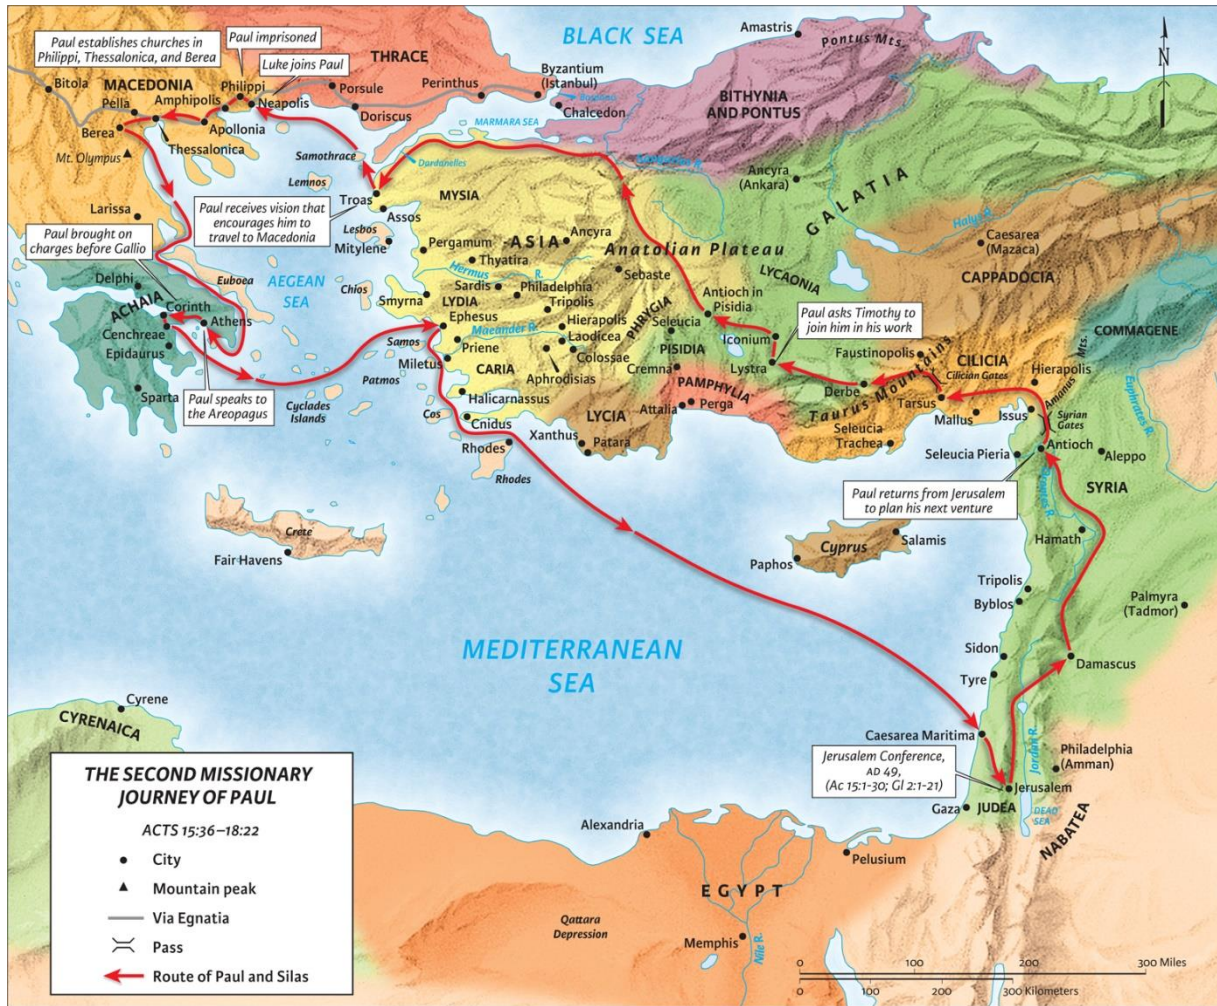 BLACK SEA
Amastris
Pontus Mts.
N
Paul establishes churches in
Philippi, Thessalonica, and Berea
Paul imprisoned
Luke joins Paul
THRACE
Bitola
MACEDONIA
Philippi
Neapolis
Porsule
Perinthus
Byzantium
(Istanbul)
Bosporus
Chalcedon
BITHYNIA
AND PONTUS
Pella
Amphipolis
Doriscus
Berea
Apollonia
Thessalonica
MARMARA SEA
Mt. Olympus
Samothrace
Dardanelles
Sangarius R.
Ancyra
(Ankara)
GALATIA
Lemnos
Troas
MYSIA
Larissa
Paul receives vision that
encourages him to
travel to Macedonia
Assos
Halys R.
Paul brought on
charges before Gallio
Lesbos
Mitylene
ASIA
Ancyra
Anatolian Plateau
Caesarea
(Mazaca)
Pergamum
Thyatira
CAPPADOCIA
Delphi
Euboea
AEGEAN
SEA
Hermus
R.
Sardis
Sebaste
LYCAONIA
Chios
Smyrna
LYDIA
Philadelphia
Tripolis
PHRYGIA
Antioch in
Pisidia
ACHAIA
Corinth
Athens
Ephesus
Hierapolis
Laodicea
Seleucia
Paul asks Timothy to
join him in his work
COMMAGENE
Cenchreae
Epidaurus
Samos
Maeander R.
Priene
Colossae
PISIDIA
Iconium
Faustinopolis
CILICIA
Mts.
Miletus
CARIA
Aphrodisias
Cremna
Lystra
Cilician Gates
Hierapolis
Amanus
Euphrates R.
Sparta
Paul speaks to
the Areopagus
Patmos
Halicarnassus
PAMPHYLIA
Derbe
Taurus Mountains
Tarsus
Cyclades
Islands
Cos
Cnidus
LYCIA
Attalia
Perga
Mallus
Issus
Syrian
Gates
Xanthus
Patara
Seleucia
Trachea
Antioch
Rhodes
Seleucia Pieria
Aleppo
Rhodes
SYRIA
Paul returns from Jerusalem
to plan his next venture
Orontes R.
Crete
Fair Havens
Cyprus
Salamis
Paphos
Hamath
Tripolis
Byblos
Palmyra
(Tadmor)
MEDITERRANEAN
SEA
Sidon
Damascus
Tyre
Cyrene
CYRENAICA
Caesarea Maritima
Jordan R.
Philadelphia
(Amman)
Jerusalem Conference,
AD 49,
(Ac 15:1-30; Gl 2:1-21)
Jerusalem
Gaza
JUDEA
DEAD
SEA
NABATEA
Alexandria
Pelusium
EGYPT
Qattara
Depression
Memphis
Nile R.
THE SECOND MISSIONARY
JOURNEY OF PAUL
ACTS 15:36–18:22
City
Mountain peak
Via Egnatia
Pass
Route of Paul and Silas
0 100 200 300 Miles
0 100 200 300 Kilometers